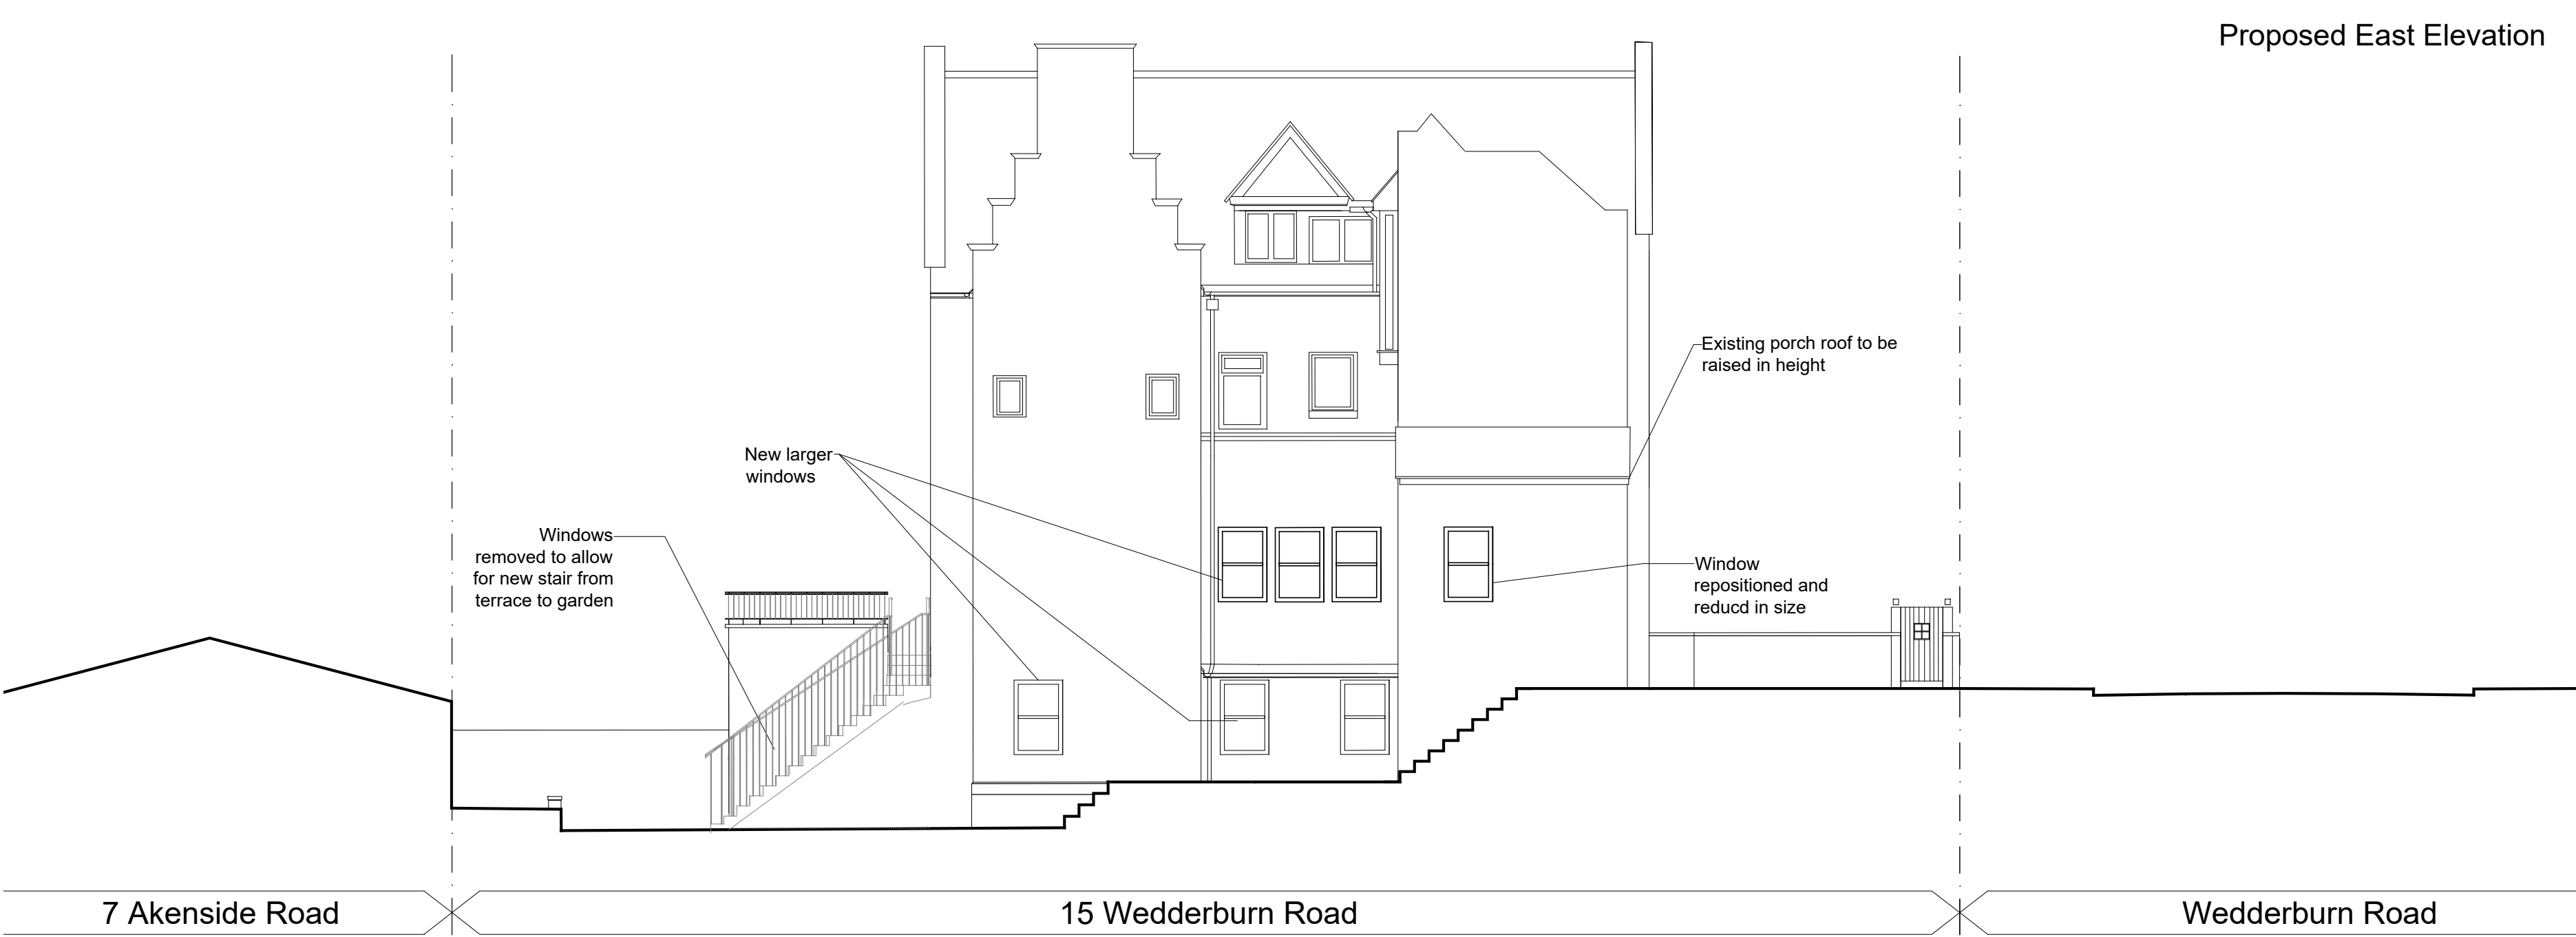 Proposed East Elevation
Existing porch roof to be
raised in height
New larger
windows
Windows
removed to allow
for new stair from
terrace to garden
Window
repositioned and
reducd in size
7 Akenside Road
15 Wedderburn Road
Wedderburn Road